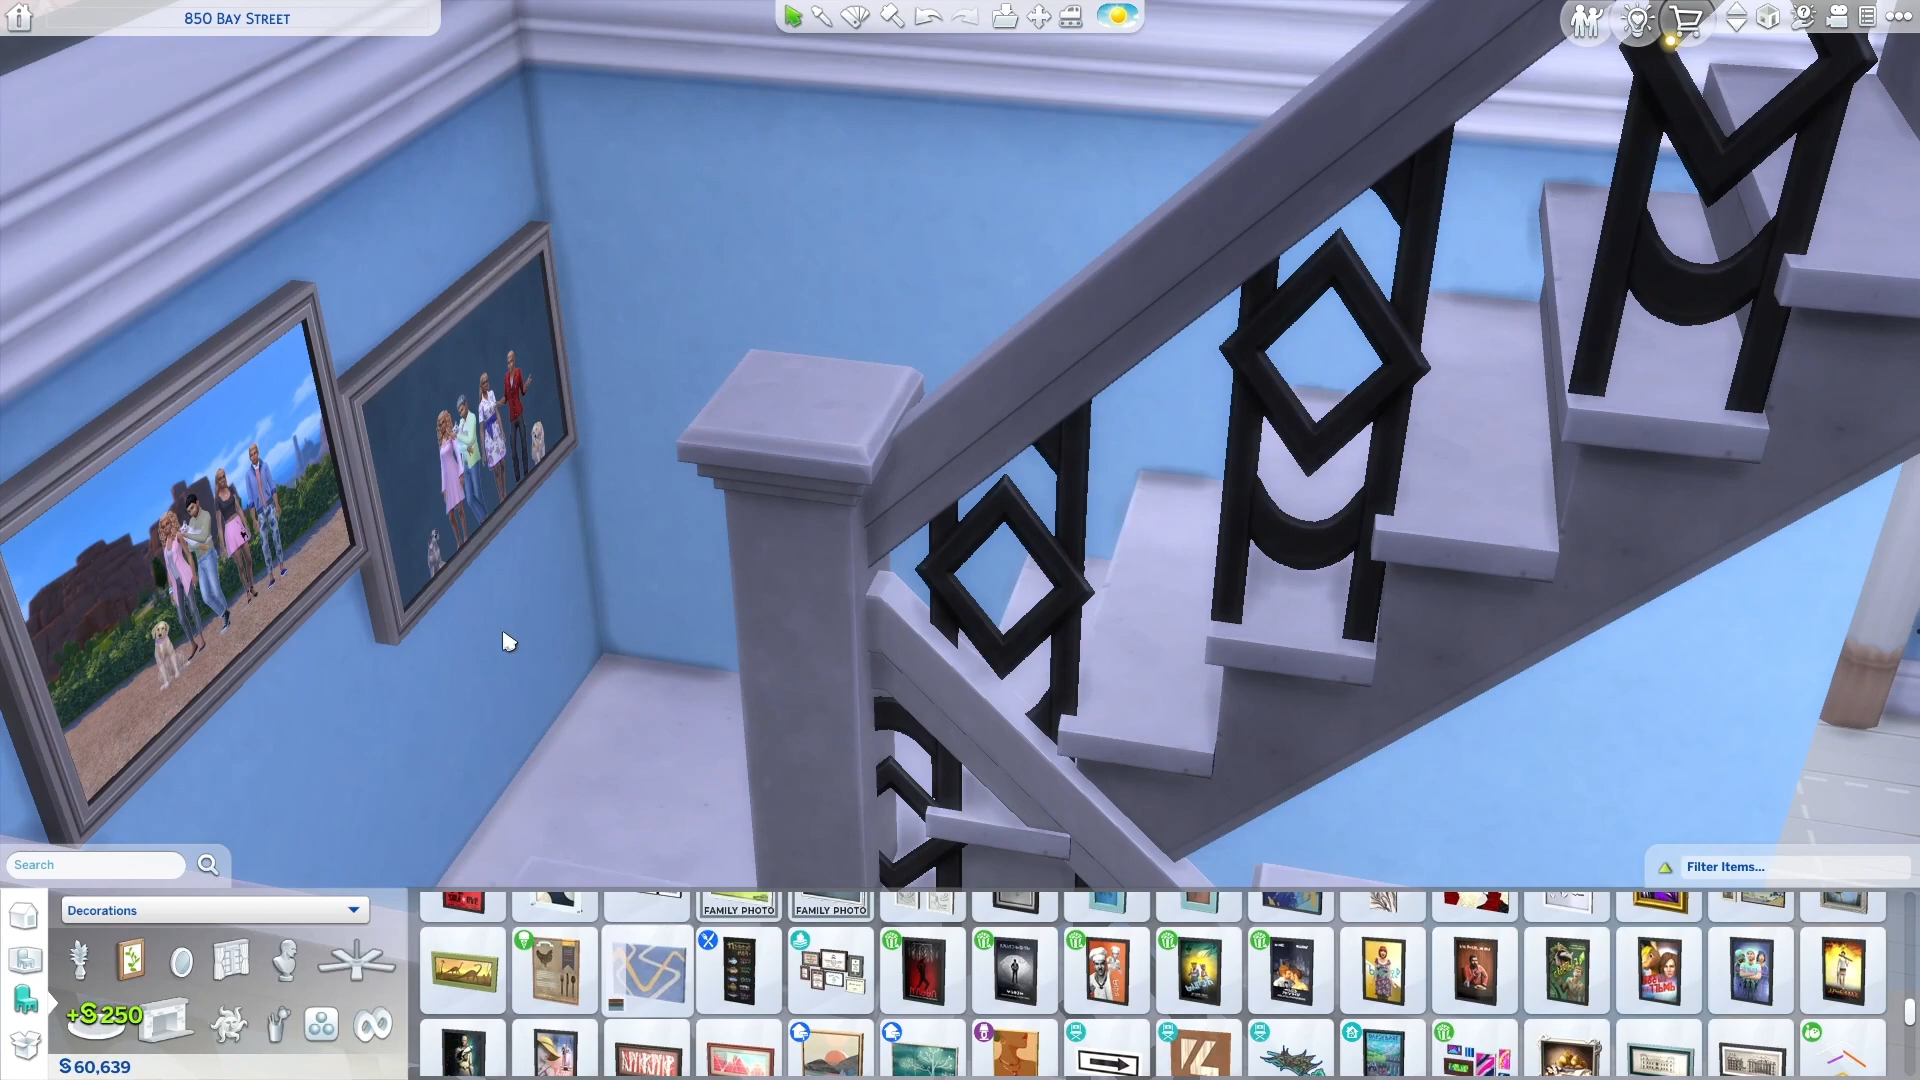 850 BAY STREET
Search
Filter Items...
Decorations
FAMILY PHOTO
FAMILY PHOTO
+§250
§60,639